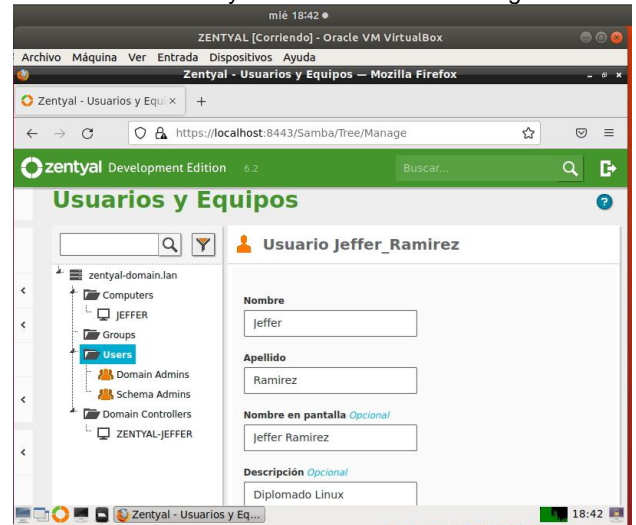 mié 18:42
ZENTYAL [Corriendo] - Oracle VM VirtualBox
Archivo Máquina Ver Entrada Dispositivos Ayuda
Zentyal - Usuarios y Equipos — Mozilla Firefox
Zentyal - Usuarios y Equi
https://localhost:8443/Samba/Tree/Manage
zentyal Development Edition 6.2
Buscar...
Usuarios y Equipos
Usuario Jeffer_Ramirez
zentyal-domain.lan
Computers
JEFFER
Groups
Users
Domain Admins
Schema Admins
Domain Controllers
ZENTYAL-JEFFER
Nombre
Jeffer
Apellido
Ramirez
Nombre en pantalla Opcional
Jeffer Ramirez
Descripción Opcional
Diplomado Linux
Zentyal - Usuarios y Eq...
18:42